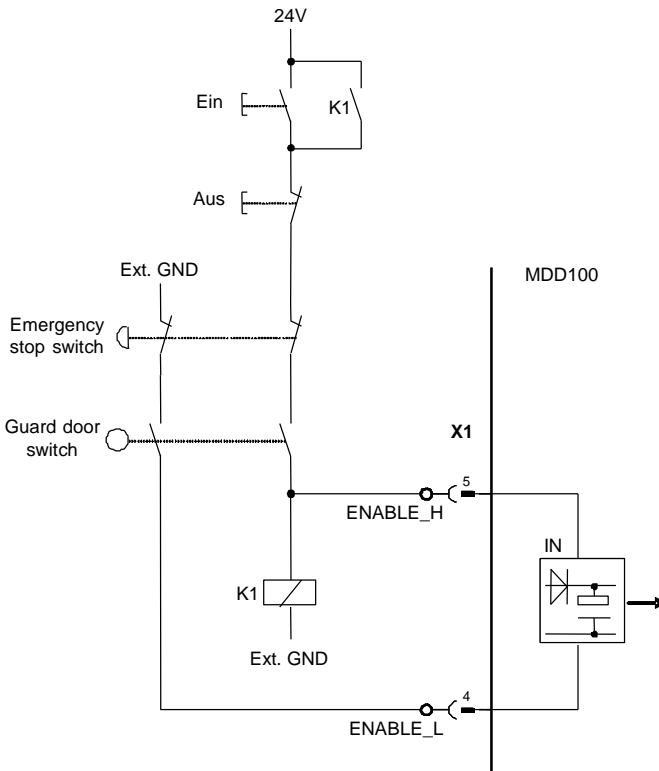 24V
Ein
K1
Aus
Ext. GND
MDD100
Emergency
stop switch
Guard door
switch
X1
5
ENABLE_H
IN
K1
Ext. GND
4
ENABLE_L